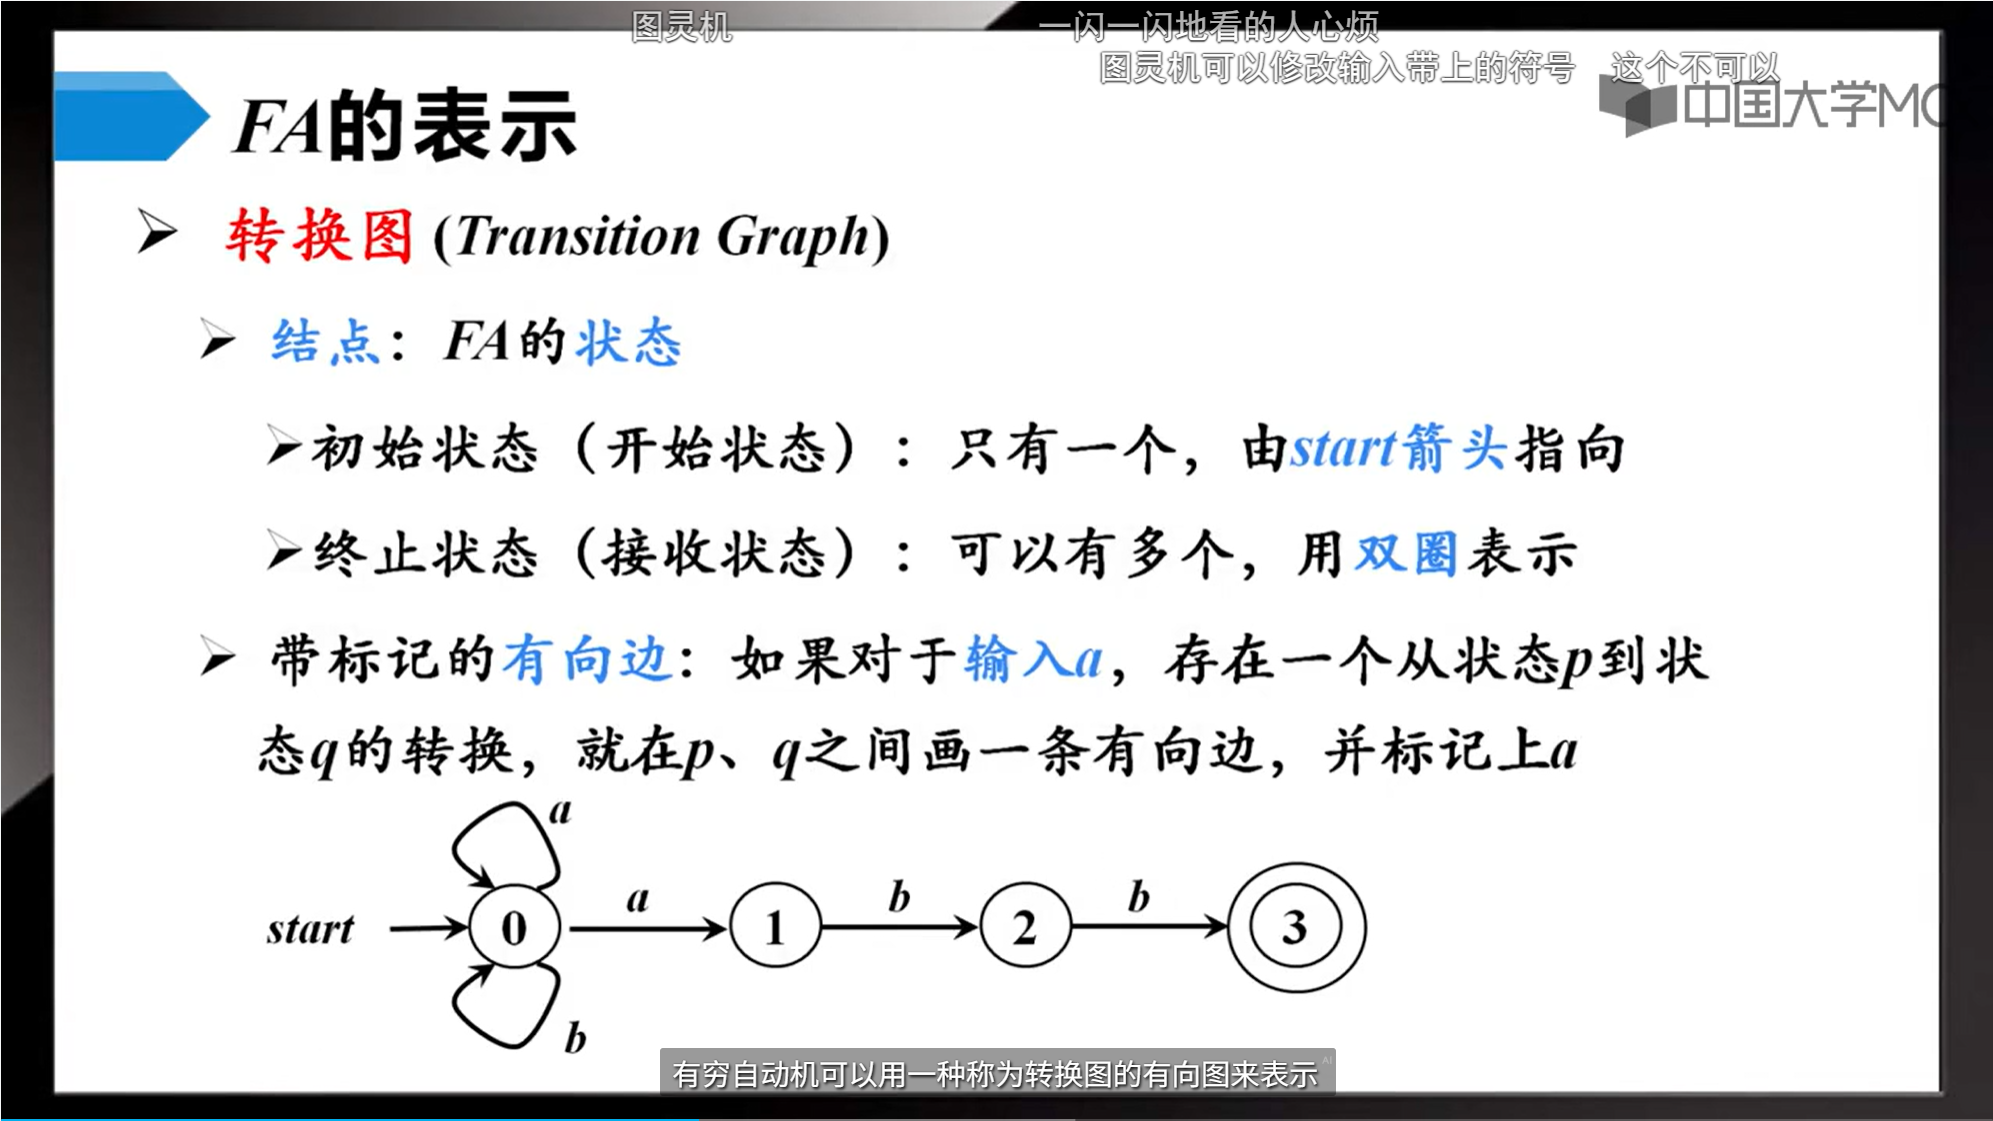 图灵机
一闪一闪地看的人心烦
图灵机可以修改输入带上的符号
这个不可以
中国大学MO
FA的表示
转换图 (Transition Graph)
结点：FA的状态
初始状态（开始状态）：只有一个，由start箭头指向
终止状态（接收状态）：可以有多个，用双圈表示
带标记的有向边：如果对于输入a，存在一个从状态p到状
态q的转换，就在p、q之间画一条有向边，并标记上a
a
start 0 a 1 b 2 b 3
b
有穷自动机可以用一种称为转换图的有向图来表示 AI